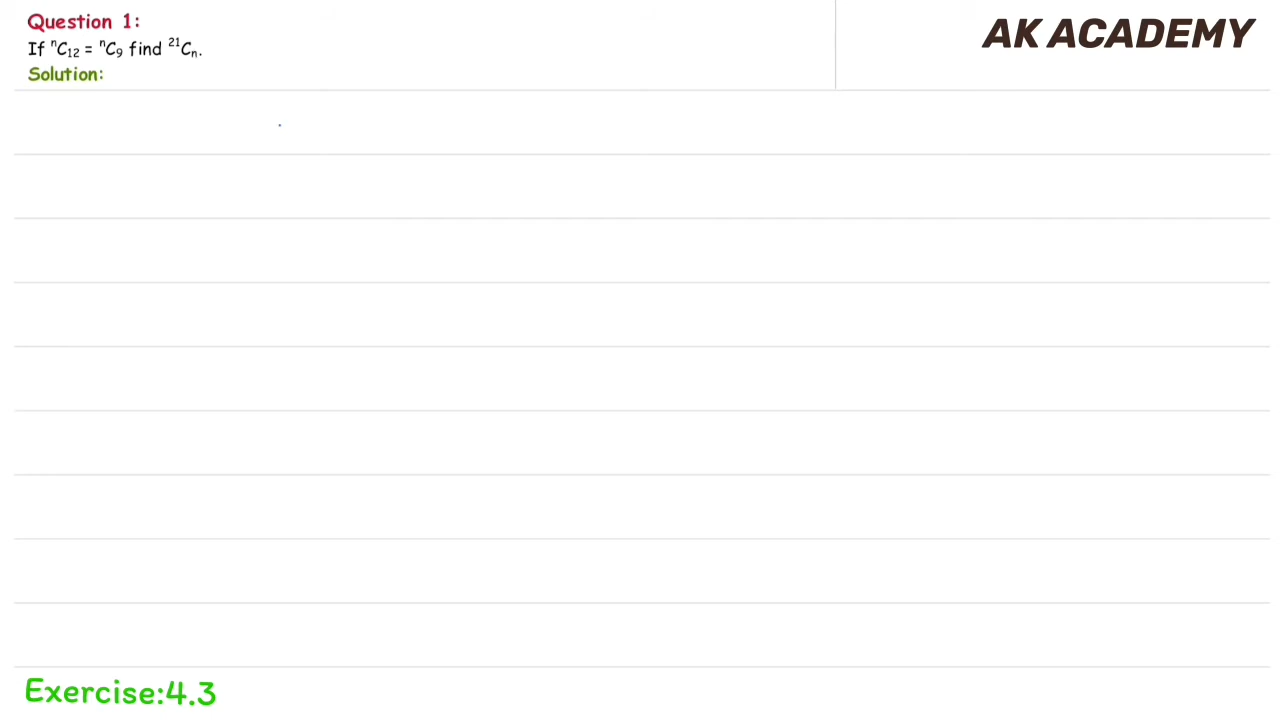 Question 1:
AK ACADEMY
If ⁿC₁₂ = ⁿC₉ find ²¹Cₙ.
Solution:
Exercise:4.3